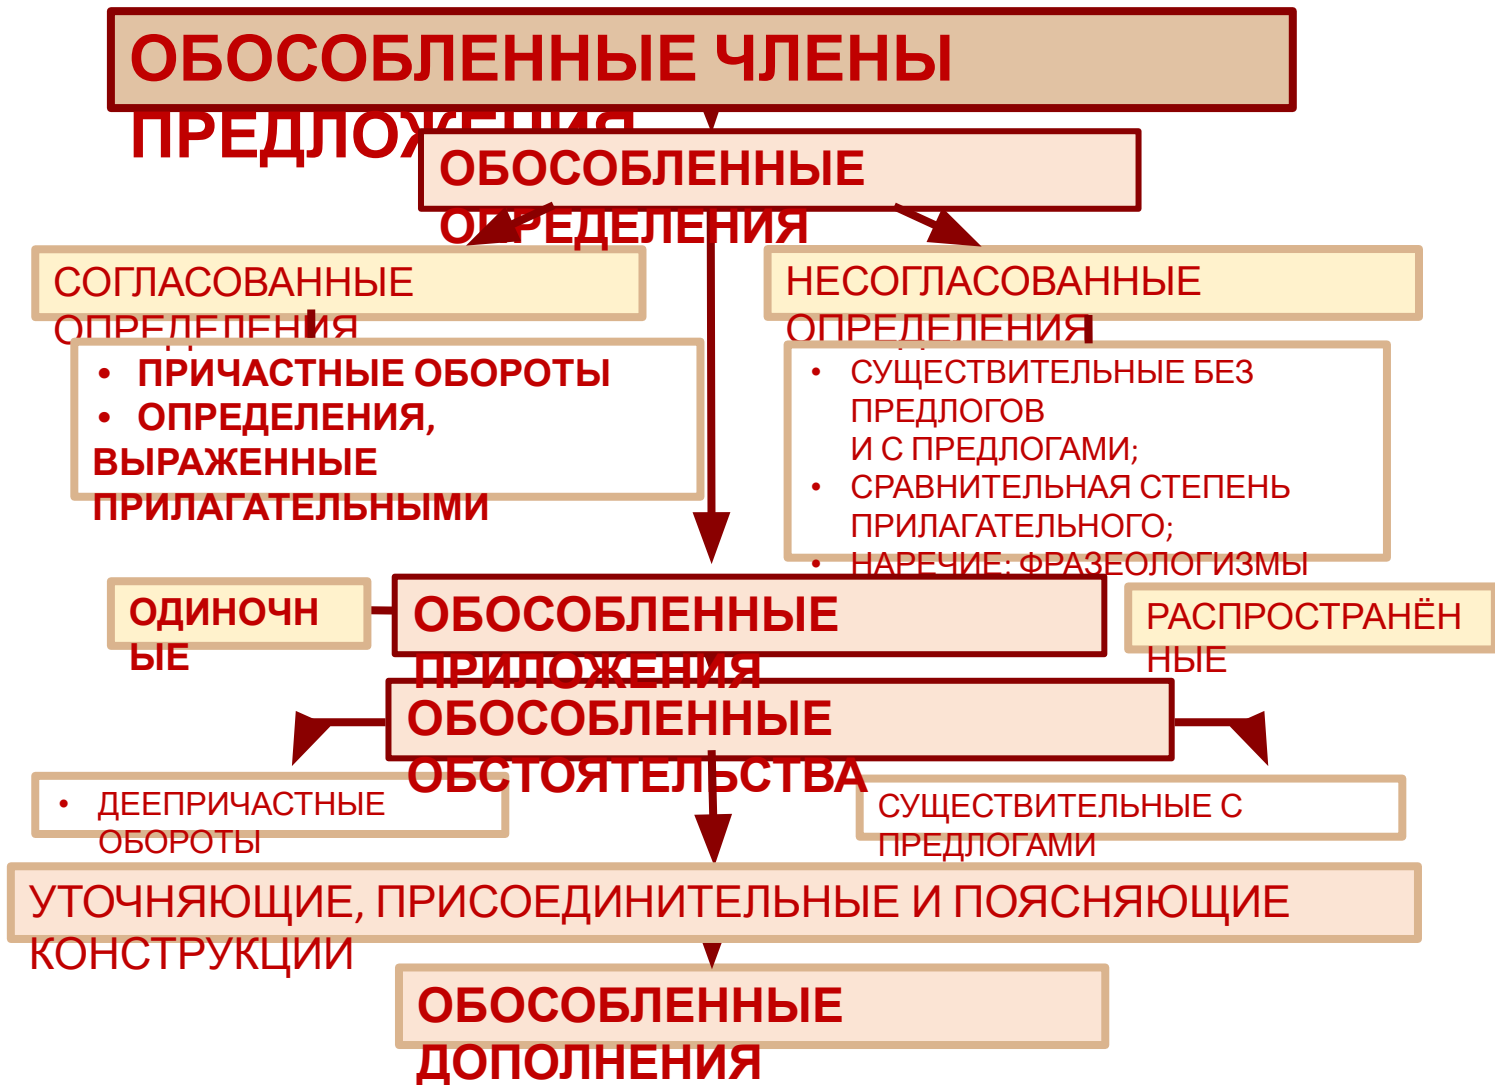 ОБОСОБЛЕННЫЕ ЧЛЕНЫ
ПРЕДЛОЖЕНИЯ
ОБОСОБЛЕННЫЕ
ОПРЕДЕЛЕНИЯ
СОГЛАСОВАННЫЕ
ОПРЕДЕЛЕНИЯ
• ПРИЧАСТНЫЕ ОБОРОТЫ
• ОПРЕДЕЛЕНИЯ,
ВЫРАЖЕННЫЕ
ПРИЛАГАТЕЛЬНЫМИ
НЕСОГЛАСОВАННЫЕ
ОПРЕДЕЛЕНИЯ
• СУЩЕСТВИТЕЛЬНЫЕ БЕЗ
ПРЕДЛОГОВ
И С ПРЕДЛОГАМИ;
• СРАВНИТЕЛЬНАЯ СТЕПЕНЬ
ПРИЛАГАТЕЛЬНОГО;
• НАРЕЧИЕ; ФРАЗЕОЛОГИЗМЫ
ОДИНОЧН
ЫЕ
ОБОСОБЛЕННЫЕ
ПРИЛОЖЕНИЯ
РАСПРОСТРАНЁН
НЫЕ
ОБОСОБЛЕННЫЕ
ОБСТОЯТЕЛЬСТВА
• ДЕЕПРИЧАСТНЫЕ
ОБОРОТЫ
СУЩЕСТВИТЕЛЬНЫЕ С
ПРЕДЛОГАМИ
УТОЧНЯЮЩИЕ, ПРИСОЕДИНИТЕЛЬНЫЕ И ПОЯСНЯЮЩИЕ
КОНСТРУКЦИИ
ОБОСОБЛЕННЫЕ
ДОПОЛНЕНИЯ